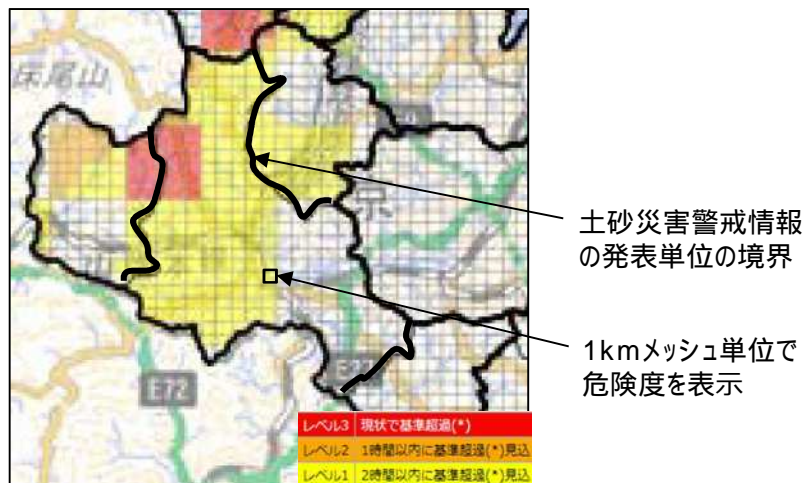 床尾山
京
土砂災害警戒情報
の発表単位の境界
1kmメッシュ単位で
危険度を表示
E72
E72
レベル3 現状で基準超過(*)
レベル2 1時間以内に基準超過(*)見込
レベル1 2時間以内に基準超過(*)見込